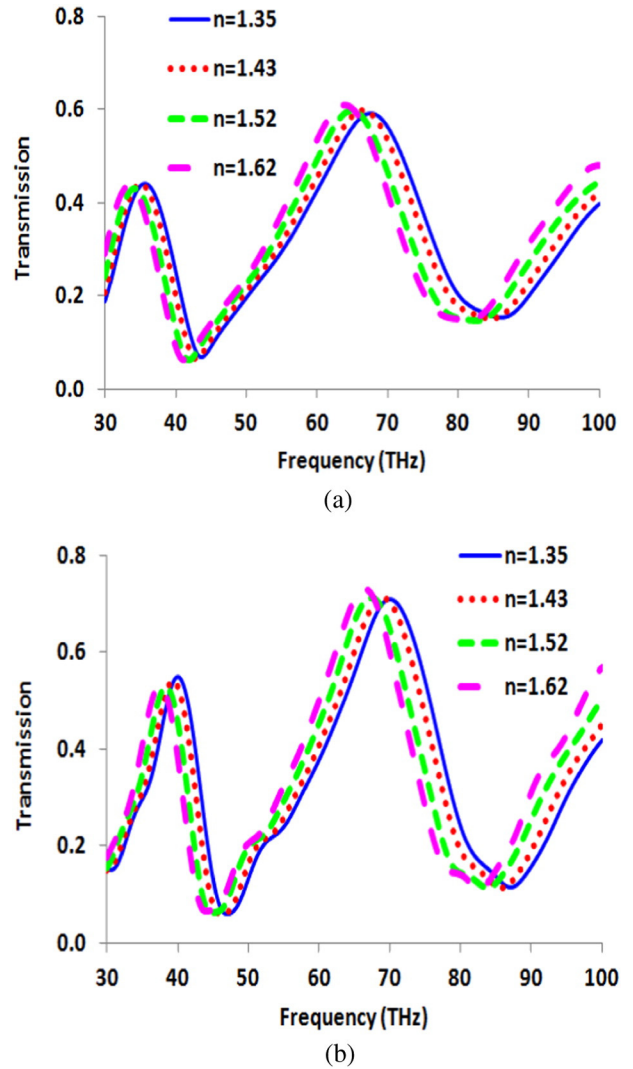 0.8
n=1.35
n=1.43
0.6
n=1.52
n=1.62
Transmission
0.4
0.2
0.0
30 40 50 60 70 80 90 100
Frequency (THz)
(a)
0.8
n=1.35
n=1.43
0.6
n=1.52
n=1.62
Transmission
0.4
0.2
0.0
30 40 50 60 70 80 90 100
Frequency (THz)
(b)